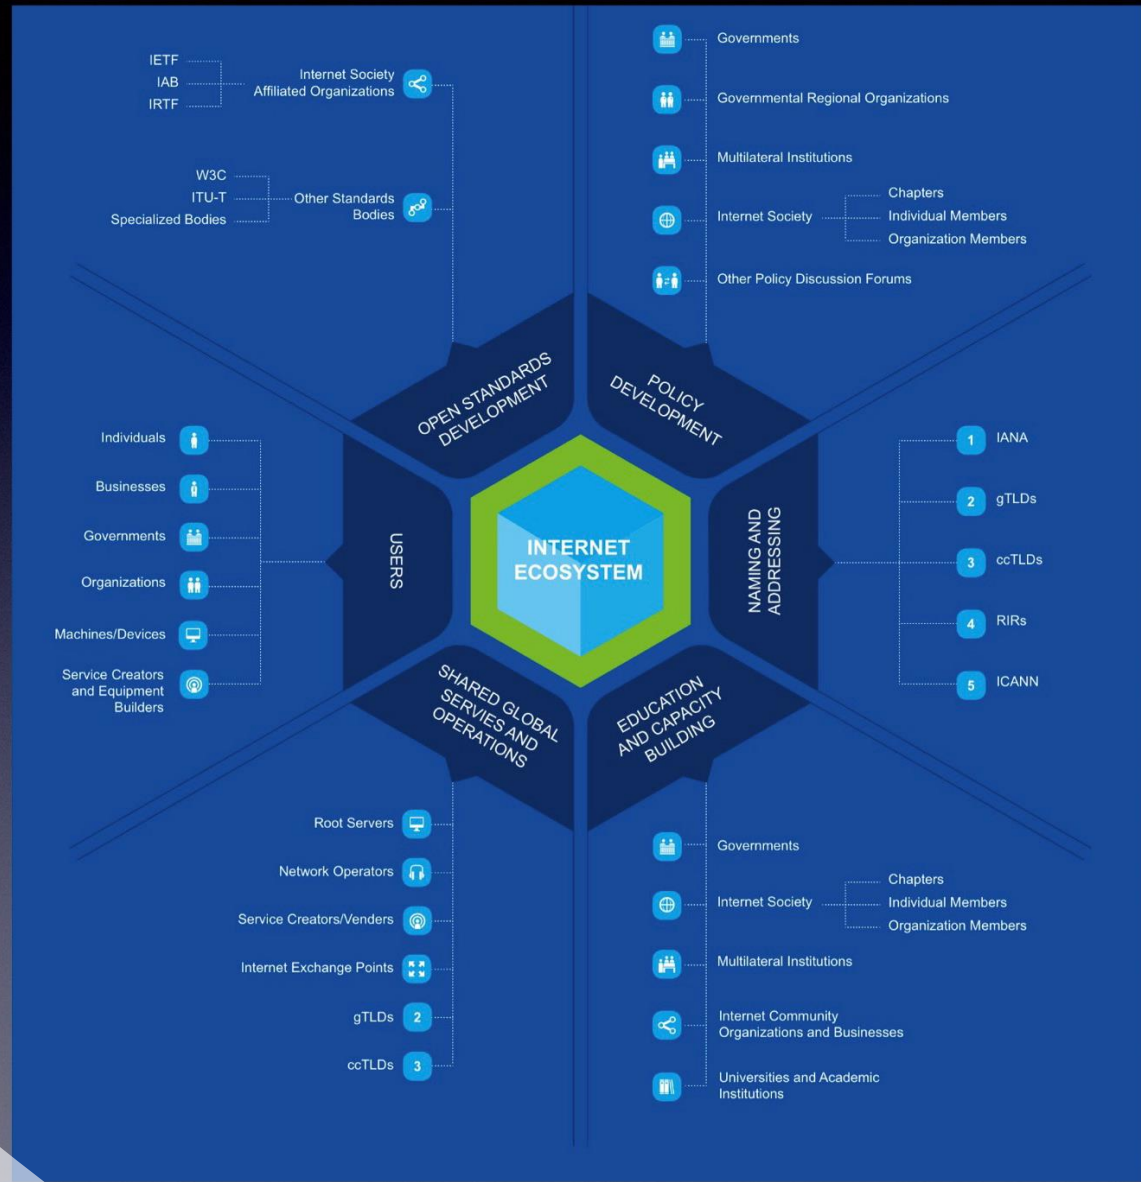 IETF
IAB
IRTF
Internet Society
Affiliated Organizations
W3C
ITU-T
Specialized Bodies
Other Standards
Bodies
Governments
Governmental Regional Organizations
Multilateral Institutions
Internet Society
Chapters
Individual Members
Organization Members
Other Policy Discussion Forums
OPEN STANDARDS
DEVELOPMENT
POLICY
DEVELOPMENT
Individuals
Businesses
Governments
Organizations
Machines/Devices
Service Creators
and Equipment
Builders
USERS
INTERNET
ECOSYSTEM
NAMING AND
ADDRESSING
1 IANA
2 gTLDs
3 ccTLDs
4 RIRs
5 ICANN
SHARED GLOBAL
SERVIES AND
OPERATIONS
EDUCATION
AND CAPACITY
BUILDING
Root Servers
Network Operators
Service Creators/Venders
Internet Exchange Points
gTLDs 2
ccTLDs 3
Governments
Internet Society
Chapters
Individual Members
Organization Members
Multilateral Institutions
Internet Community
Organizations and Businesses
Universities and Academic
Institutions